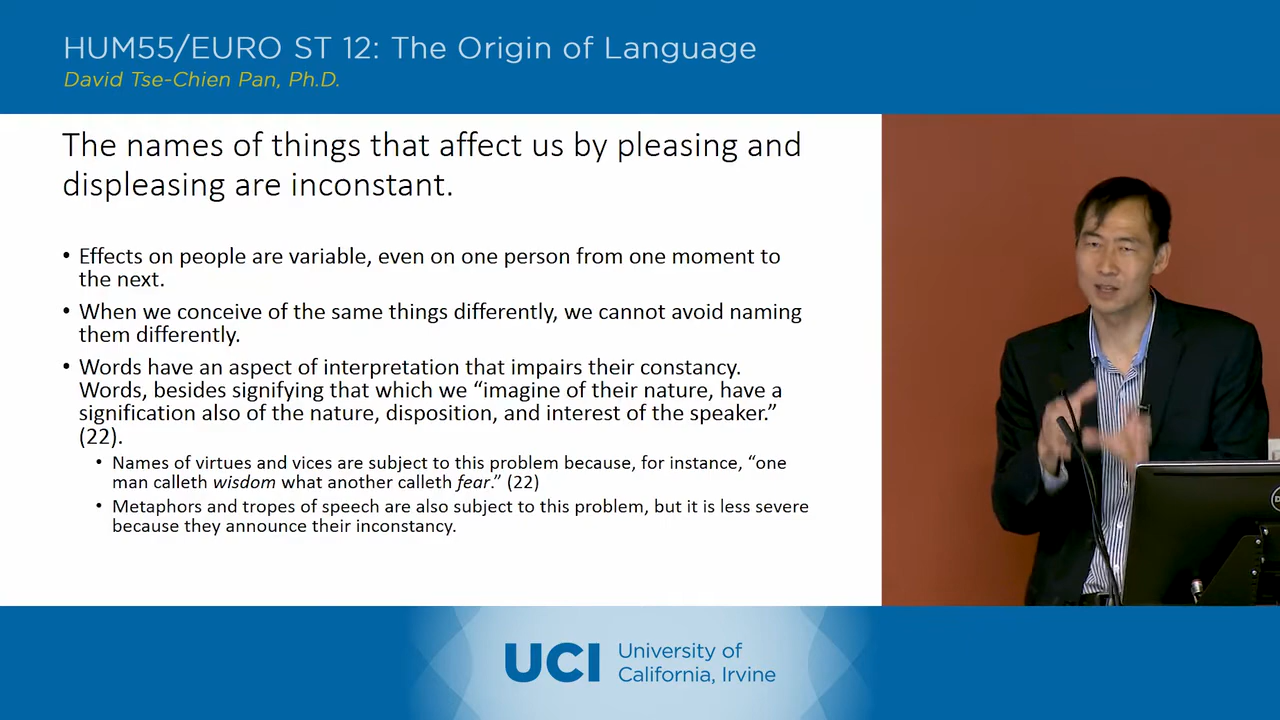 HUM55/EURO ST 12: The Origin of Language
David Tse-Chien Pan, Ph.D.
The names of things that affect us by pleasing and
displeasing are inconstant.
• Effects on people are variable, even on one person from one moment to
the next.
• When we conceive of the same things differently, we cannot avoid naming
them differently.
• Words have an aspect of interpretation that impairs their constancy.
Words, besides signifying that which we “imagine of their nature, have a
signification also of the nature, disposition, and interest of the speaker.”
(22).
• Names of virtues and vices are subject to this problem because, for instance, “one
man calleth wisdom what another calleth fear.” (22)
• Metaphors and tropes of speech are also subject to this problem, but it is less severe
because they announce their inconstancy.
UCI University of
California, Irvine